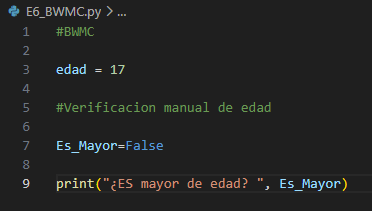 E6_BWMC.py > ...
1 #BWMC
2
3 edad = 17
4
5 #Verificacion manual de edad
6
7 Es_Mayor=False
8
9 print("¿ES mayor de edad? ", Es_Mayor)